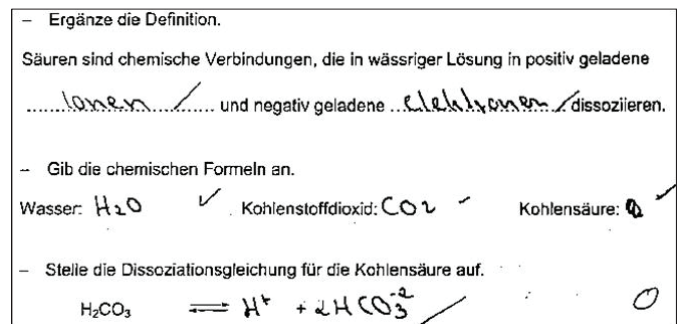 – Ergänze die Definition.
Säuren sind chemische Verbindungen, die in wässriger Lösung in positiv geladene
.....Ionen......... und negativ geladene ...Elektronen dissoziieren.
– Gib die chemischen Formeln an.
Wasser: H₂O ✓ Kohlenstoffdioxid: CO₂ ✓ Kohlensäure: ✓
– Stelle die Dissoziationsgleichung für die Kohlensäure auf.
H₂CO₃ ⇌ H⁺ + 2HCO₃⁻²